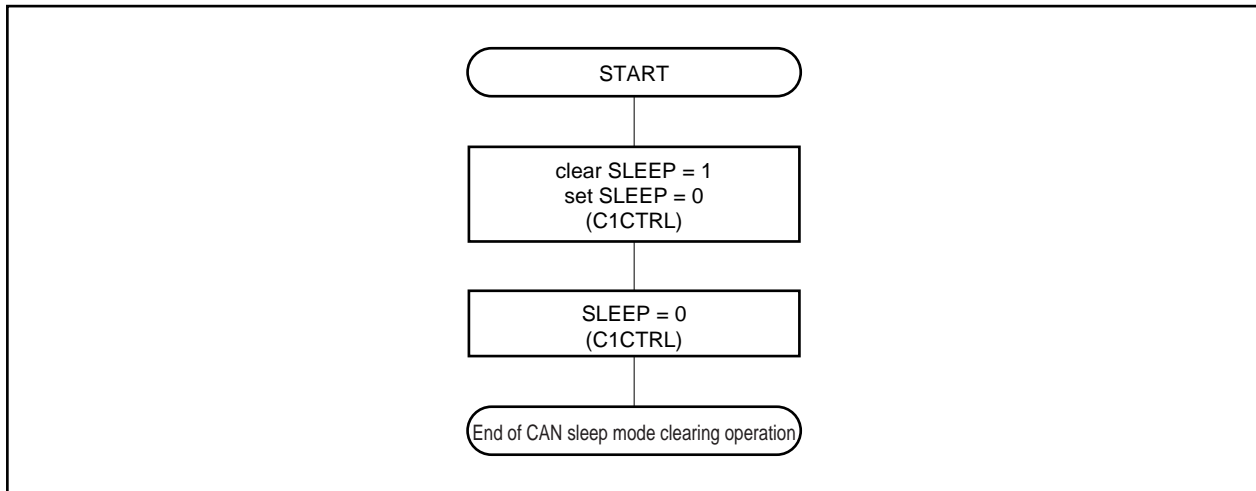 START
clear SLEEP = 1
set SLEEP = 0
(C1CTRL)
SLEEP = 0
(C1CTRL)
End of CAN sleep mode clearing operation